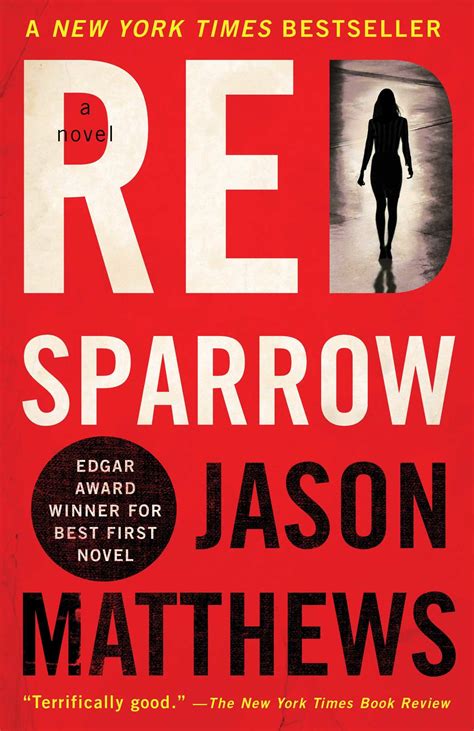 A NEW YORK TIMES BESTSELLER
RED
a
novel
SPARROW
EDGAR
AWARD
WINNER FOR
BEST FIRST
NOVEL
JASON
MATTHEWS
“Terrifically good.” —The New York Times Book Review